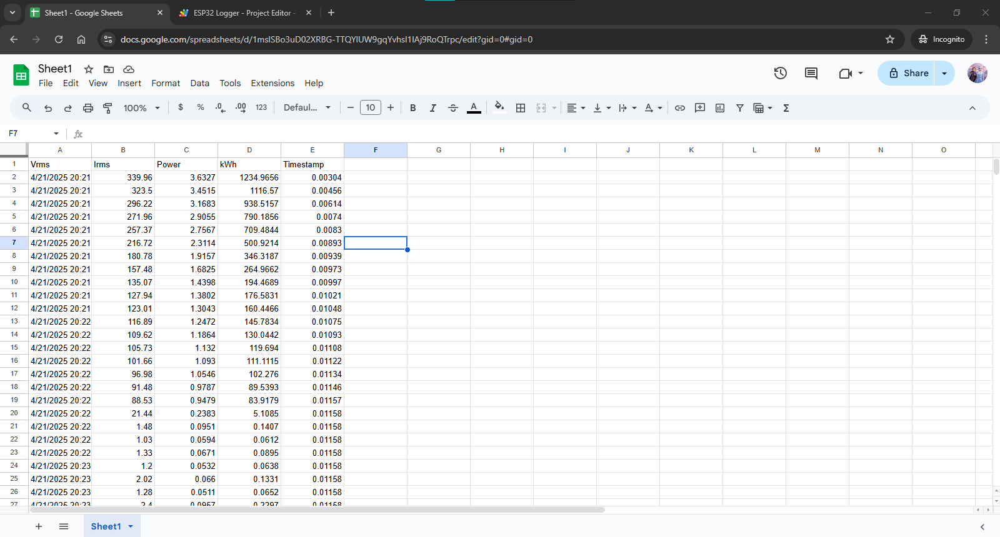 Sheet1 - Google Sheets
ESP32 Logger - Project Editor -
docs.google.com/spreadsheets/d/1mslSBo3uD02XRBG-TTQYlUW9gqYvhsl1lAj9RoQTrpc/edit?gid=0#gid=0
Incognito
Sheet1
File Edit View Insert Format Data Tools Extensions Help
Share
100% $ % .0 .00 123 Defaul... 10 B I S A
F7
fx
A B C D E F G H I J K L M N O
1 Vrms Irms Power kWh Timestamp
2 4/21/2025 20:21 339.96 3.6327 1234.9656 0.00304
3 4/21/2025 20:21 323.5 3.4515 1116.57 0.00456
4 4/21/2025 20:21 296.22 3.1683 938.5157 0.00614
5 4/21/2025 20:21 271.96 2.9055 790.1856 0.0074
6 4/21/2025 20:21 257.37 2.7567 709.4844 0.0083
7 4/21/2025 20:21 216.72 2.3114 500.9214 0.00893
8 4/21/2025 20:21 180.78 1.9157 346.3187 0.00939
9 4/21/2025 20:21 157.48 1.6825 264.9662 0.00973
10 4/21/2025 20:21 135.07 1.4398 194.4689 0.00997
11 4/21/2025 20:21 127.94 1.3802 176.5831 0.01021
12 4/21/2025 20:21 123.01 1.3043 160.4466 0.01048
13 4/21/2025 20:22 116.89 1.2472 145.7834 0.01075
14 4/21/2025 20:22 109.62 1.1864 130.0442 0.01093
15 4/21/2025 20:22 105.73 1.132 119.694 0.01108
16 4/21/2025 20:22 101.66 1.093 111.1115 0.01122
17 4/21/2025 20:22 96.98 1.0546 102.276 0.01134
18 4/21/2025 20:22 91.48 0.9787 89.5393 0.01146
19 4/21/2025 20:22 88.53 0.9479 83.9179 0.01157
20 4/21/2025 20:22 21.44 0.2383 5.1085 0.01158
21 4/21/2025 20:22 1.48 0.0951 0.1407 0.01158
22 4/21/2025 20:22 1.03 0.0594 0.0612 0.01158
23 4/21/2025 20:22 1.33 0.0671 0.0895 0.01158
24 4/21/2025 20:23 1.2 0.0532 0.0638 0.01158
25 4/21/2025 20:23 2.02 0.066 0.1331 0.01158
26 4/21/2025 20:23 1.28 0.0511 0.0652 0.01158
27 4/21/2025 20:23 2.4 0.0957 0.2297 0.01158
Sheet1